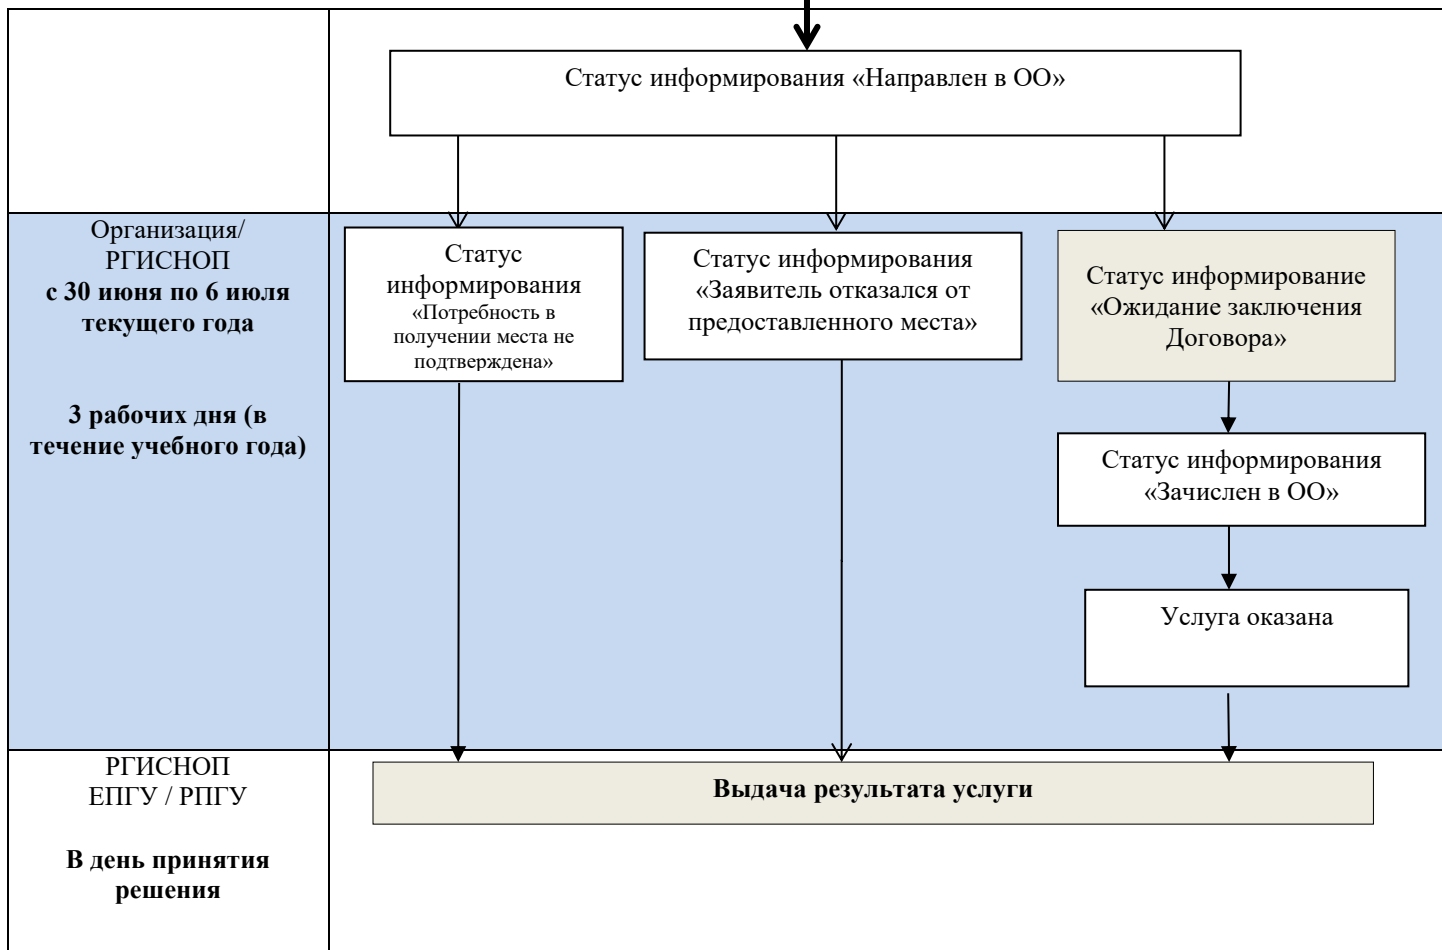 Статус информирования «Направлен в ОО»
Организация/
РГИСНОП
с 30 июня по 6 июля
текущего года
3 рабочих дня (в
течение учебного года)
Статус
информирования
«Потребность в
получении места не
подтверждена»
Статус информирования
«Заявитель отказался от
предоставленного места»
Статус информирование
«Ожидание заключения
Договора»
Статус информирования
«Зачислен в ОО»
Услуга оказана
РГИСНОП
ЕПГУ / РПГУ
В день принятия
решения
Выдача результата услуги